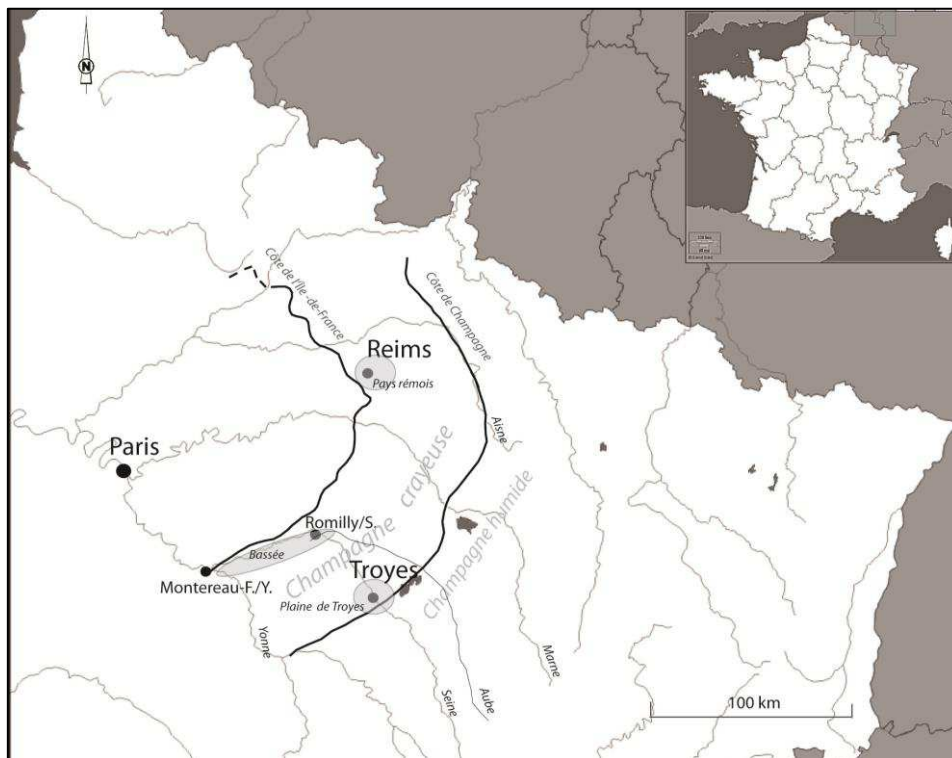 N
Côte de l'Île-de-France
Côte de Champagne
Reims
Pays rémois
Aisne
Paris
Champagne crayeuse
Champagne humide
Romilly/S.
Bassée
Troyes
Montereau-F./Y.
Plaine de Troyes
Yonne
Marne
Seine
Aube
100 km